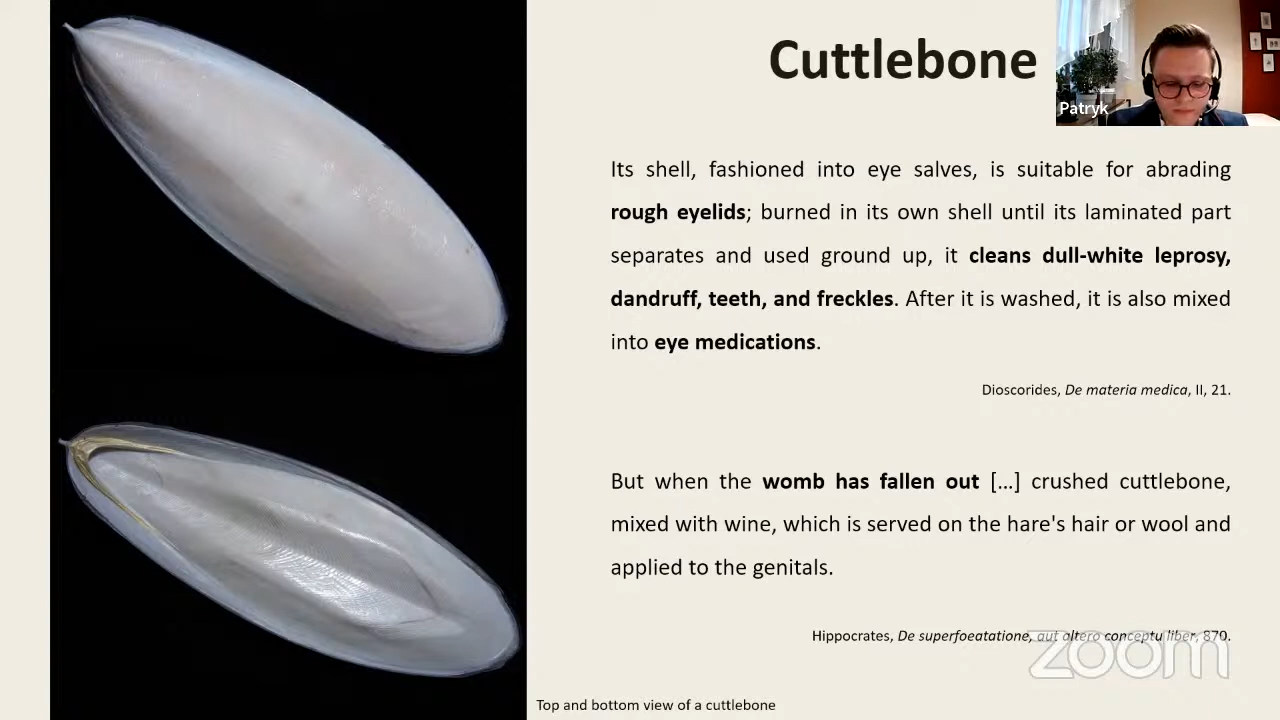 Cuttlebone
Patryk
Its shell, fashioned into eye salves, is suitable for abrading
rough eyelids; burned in its own shell until its laminated part
separates and used ground up, it cleans dull-white leprosy,
dandruff, teeth, and freckles. After it is washed, it is also mixed
into eye medications.
Dioscorides, De materia medica, II, 21.
But when the womb has fallen out [...] crushed cuttlebone,
mixed with wine, which is served on the hare's hair or wool and
applied to the genitals.
Hippocrates, De superfoeatatione, aut altero conceptu liber, 870.
zoom
Top and bottom view of a cuttlebone